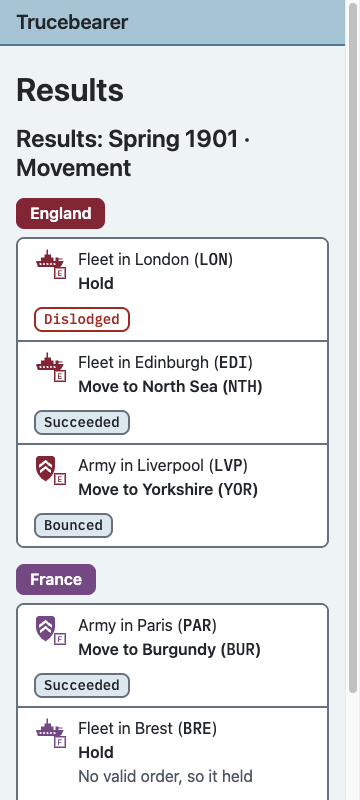 Trucebearer
Results
Results: Spring 1901 ·
Movement
England
E
Fleet in London (LON)
Hold
Dislodged
E
Fleet in Edinburgh (EDI)
Move to North Sea (NTH)
Succeeded
E
Army in Liverpool (LVP)
Move to Yorkshire (YOR)
Bounced
France
F
Army in Paris (PAR)
Move to Burgundy (BUR)
Succeeded
F
Fleet in Brest (BRE)
Hold
No valid order, so it held